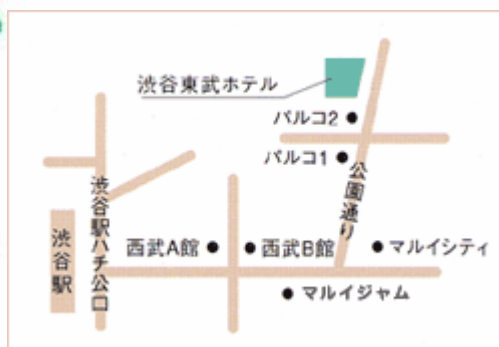 渋谷東武ホテル
パルコ2
パルコ1
公園通り
渋谷駅ハチ公口
渋谷駅
西武A館
西武B館
マルイシティ
マルイジャム